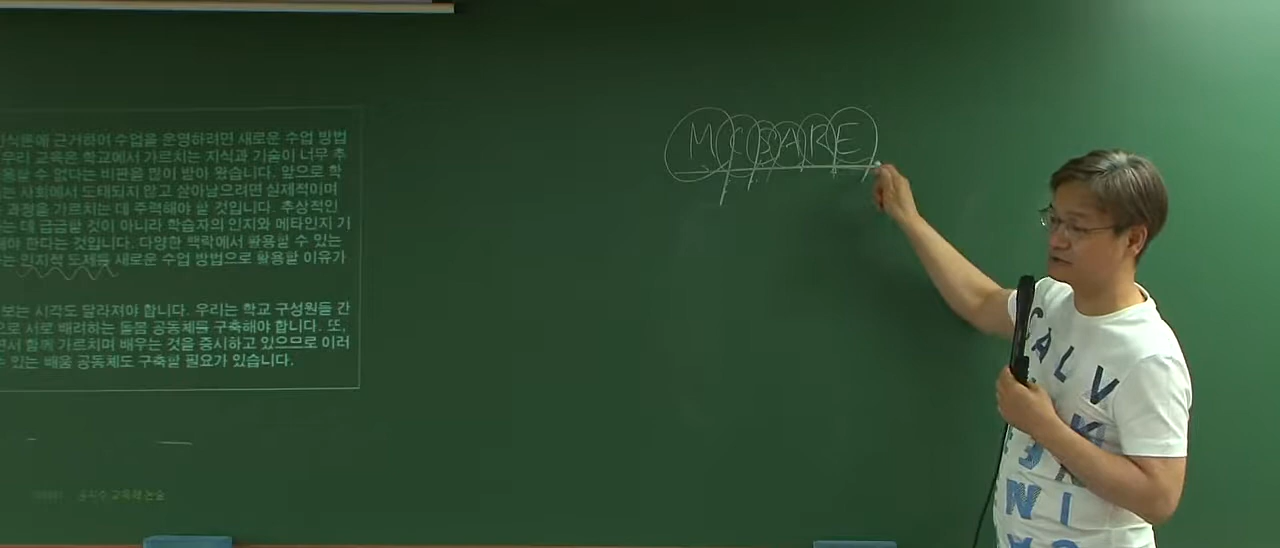 인식론에 근거하여 수업을 운영하려면 새로운 수업 방법
우리 교육은 학교에서 가르치는 지식과 기술이 너무 추
용할 수 없다는 비판을 많이 받아 왔습니다. 앞으로 학
는 사회에서 도태되지 않고 살아남으려면 실제적이며
과정을 가르치는 데 주력해야 할 것입니다. 추상적인
는 데 급급할 것이 아니라 학습자의 인지와 메타인지 기
해야 한다는 것입니다. 다양한 맥락에서 활용할 수 있는
는 인지적 도제를 새로운 수업 방법으로 활용할 이유가
보는 시각도 달라져야 합니다. 우리는 학교 구성원들 간
으로 서로 배려하는 돌봄 공동체를 구축해야 합니다. 또,
면서 함께 가르치며 배우는 것을 중시하고 있으므로 이러
수 있는 배움 공동체도 구축할 필요가 있습니다.
교육학 논술
MCSARE
CALV